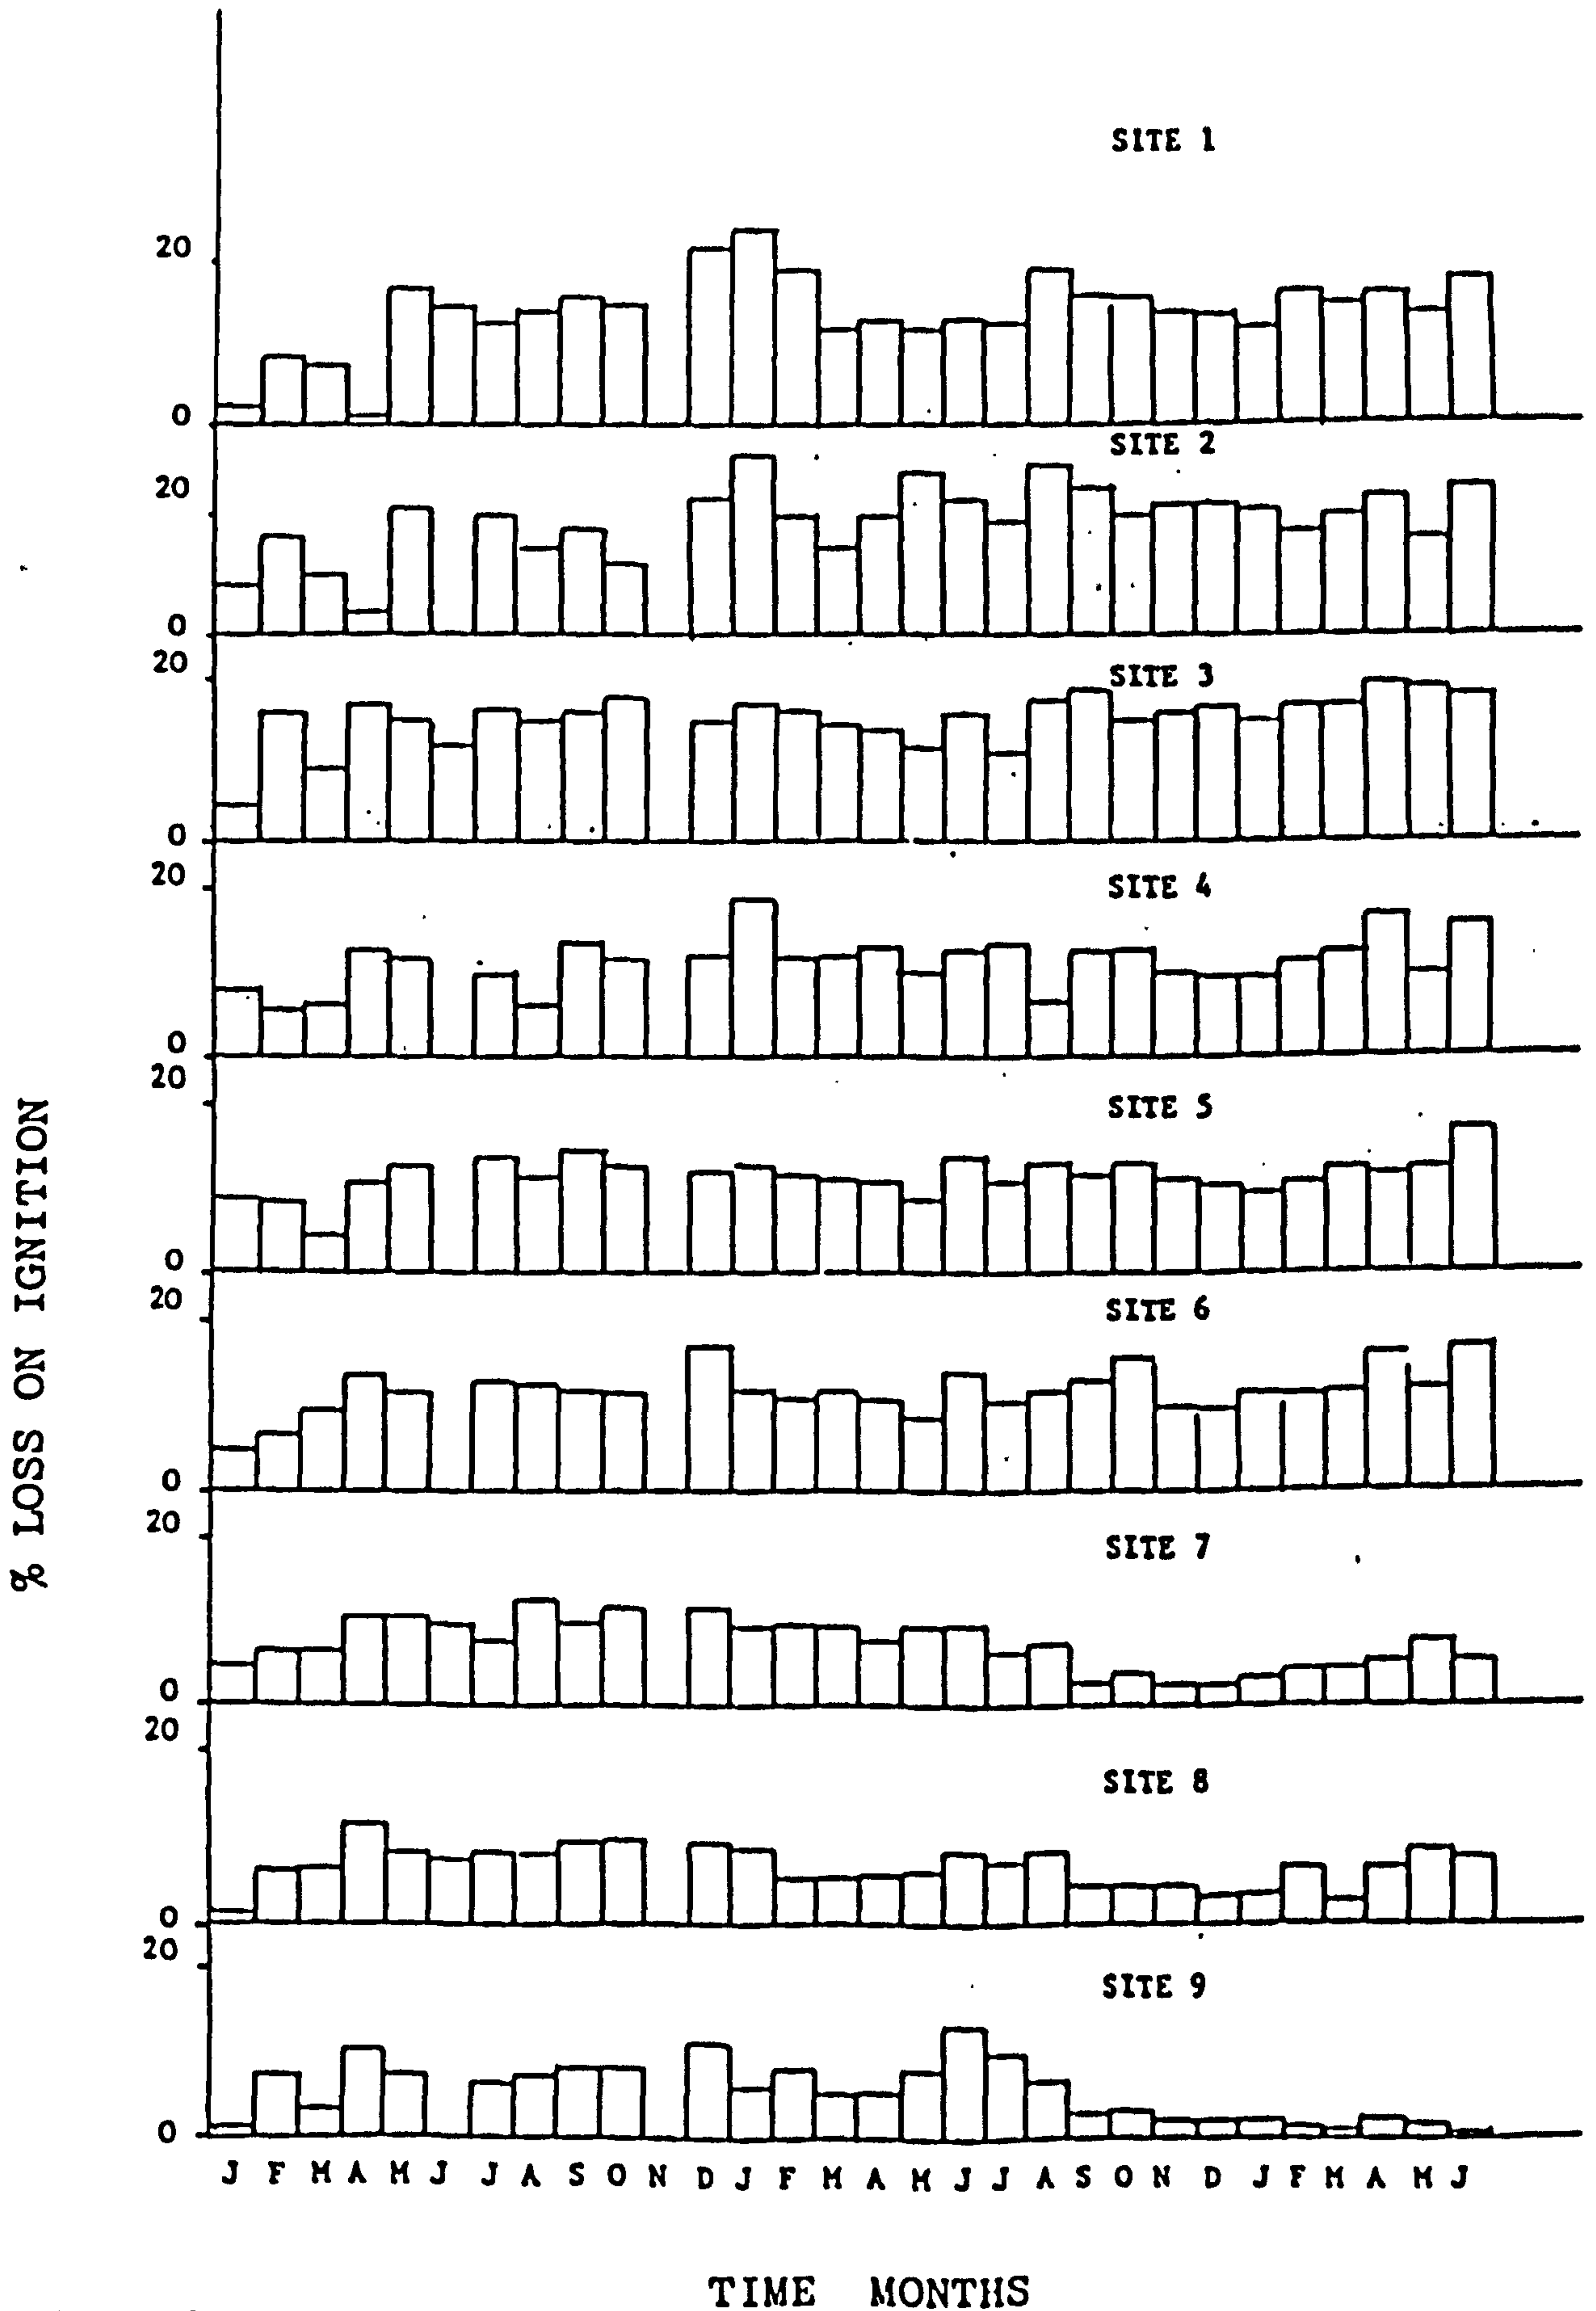 SITE 1
20
0
SITE 2
20
0
SITE 3
20
0
SITE 4
20
0
SITE 5
20
0
SITE 6
20
0
SITE 7
20
0
SITE 8
20
0
SITE 9
20
0
% LOSS ON IGNITION
J F M A M J J A S O N D J F M A M J J A S O N D J F M A M J
TIME MONTHS